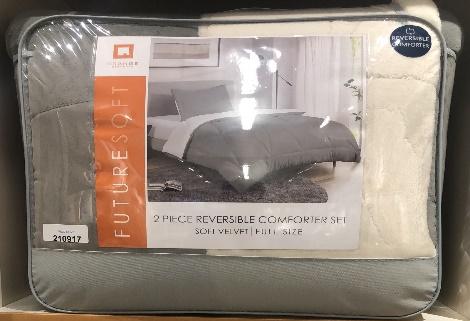 REVERSIBLE
COMFORTER
FUTURESOFT
2 PIECE REVERSIBLE COMFORTER SET
SOFT VELVET | FULL SIZE
210917